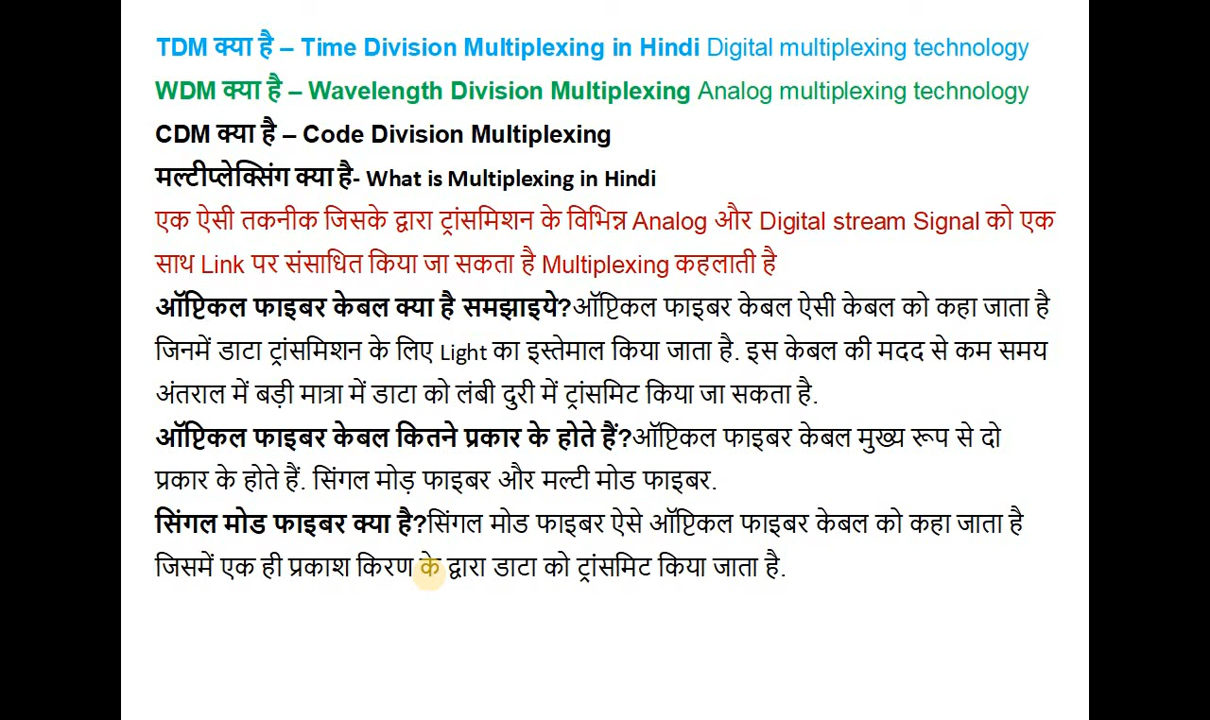 TDM क्या है – Time Division Multiplexing in Hindi Digital multiplexing technology
WDM क्या है – Wavelength Division Multiplexing Analog multiplexing technology
CDM क्या है – Code Division Multiplexing
मल्टीप्लेक्सिंग क्या है- What is Multiplexing in Hindi
एक ऐसी तकनीक जिसके द्वारा ट्रांसमिशन के विभिन्न Analog और Digital stream Signal को एक
साथ Link पर संसाधित किया जा सकता है Multiplexing कहलाती है
ऑप्टिकल फाइबर केबल क्या है समझाइये?ऑप्टिकल फाइबर केबल ऐसी केबल को कहा जाता है
जिनमें डाटा ट्रांसमिशन के लिए Light का इस्तेमाल किया जाता है. इस केबल की मदद से कम समय
अंतराल में बड़ी मात्रा में डाटा को लंबी दुरी में ट्रांसमिट किया जा सकता है.
ऑप्टिकल फाइबर केबल कितने प्रकार के होते हैं?ऑप्टिकल फाइबर केबल मुख्य रूप से दो
प्रकार के होते हैं. सिंगल मोड़ फाइबर और मल्टी मोड फाइबर.
सिंगल मोड फाइबर क्या है?सिंगल मोड फाइबर ऐसे ऑप्टिकल फाइबर केबल को कहा जाता है
जिसमें एक ही प्रकाश किरण के द्वारा डाटा को ट्रांसमिट किया जाता है.